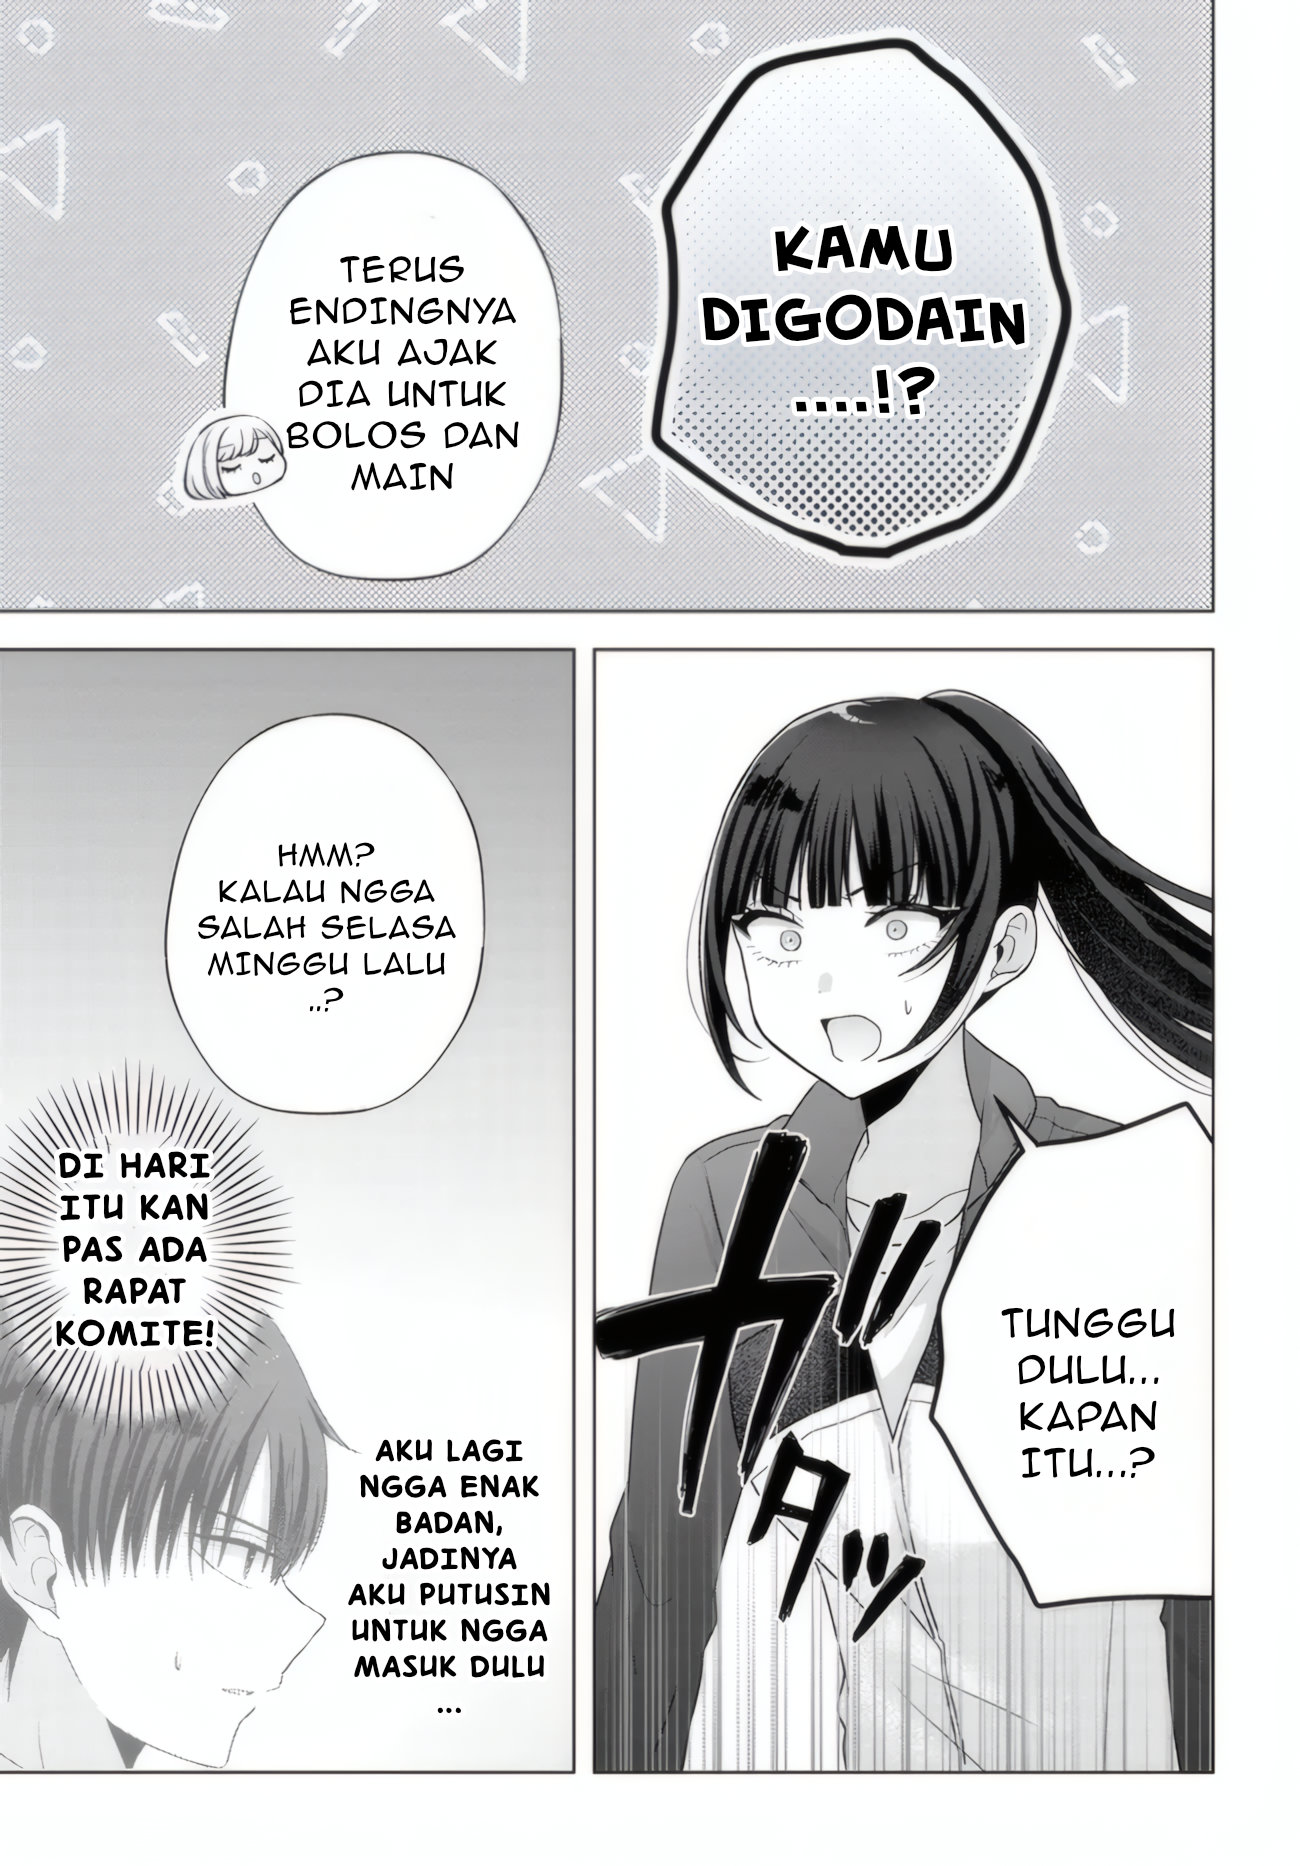 KAMU
DIGODAIN
....!?
TERUS
ENDINGNYA
AKU AJAK
DIA UNTUK
BOLOS DAN
MAIN
ガタッ
TUNGGU
DULU...
KAPAN
ITU...?
HMM?
KALAU NGGA
SALAH SELASA
MINGGU LALU
..?
DI HARI
ITU KAN
PAS ADA
RAPAT
KOMITE!
AKU LAGI
NGGA ENAK
BADAN,
JADINYA
AKU PUTUSIN
UNTUK NGGA
MASUK DULU
...